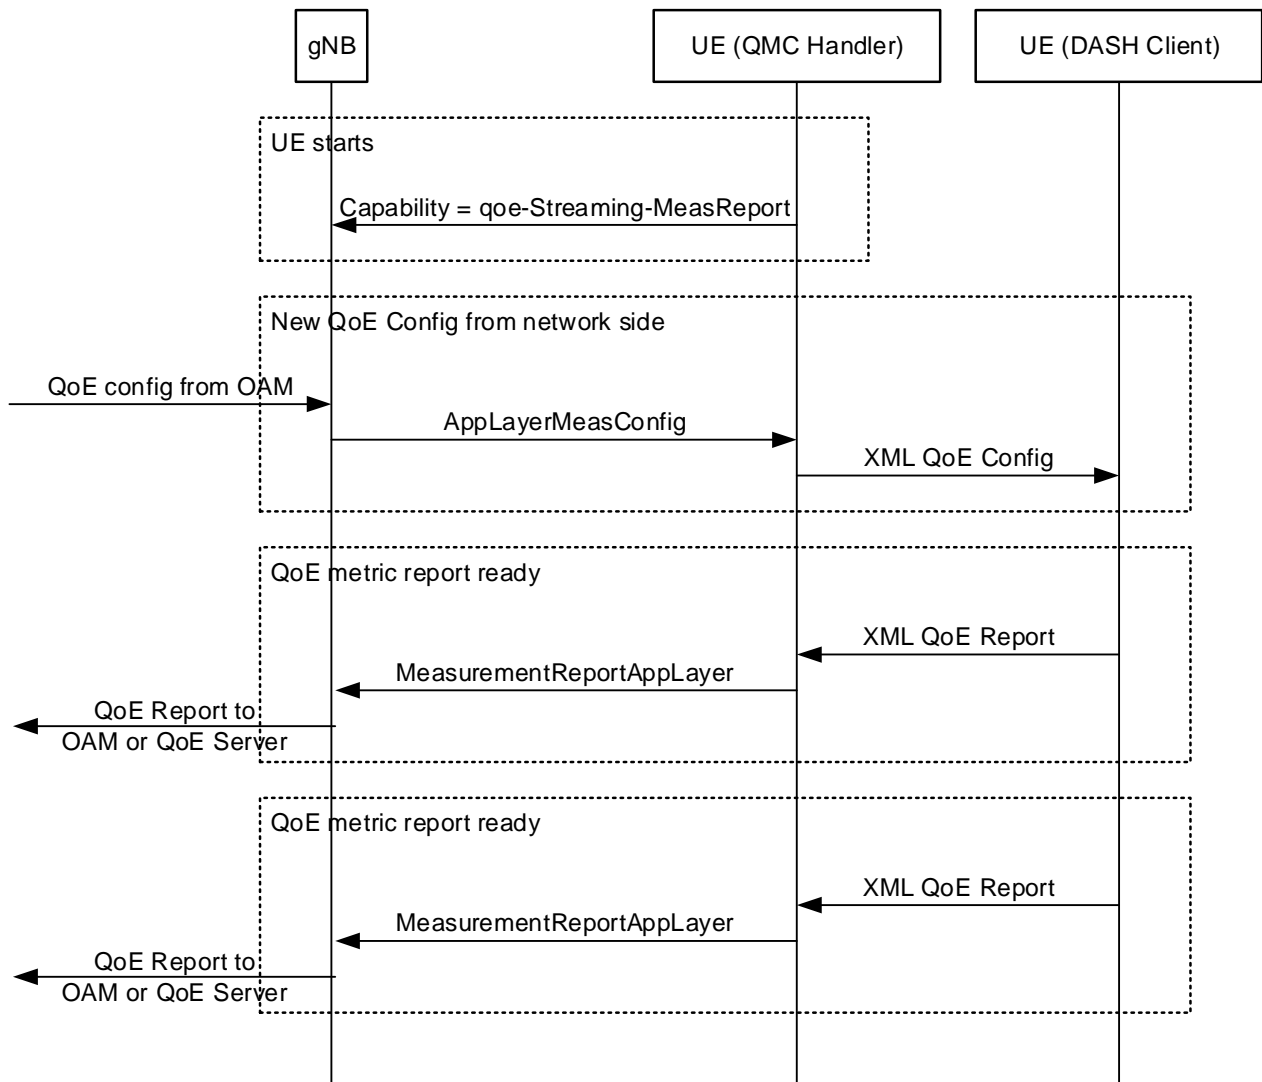 gNB
UE (QMC Handler)
UE (DASH Client)
UE starts
Capability = qoe-Streaming-MeasReport
New QoE Config from network side
QoE config from OAM
AppLayerMeasConfig
XML QoE Config
QoE metric report ready
XML QoE Report
MeasurementReportAppLayer
QoE Report to
OAM or QoE Server
QoE metric report ready
XML QoE Report
MeasurementReportAppLayer
QoE Report to
OAM or QoE Server